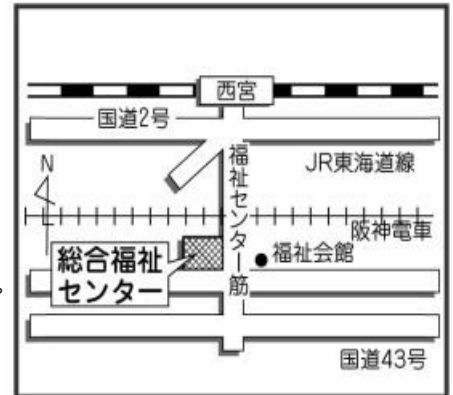 西宮
国道2号
JR東海道線
N
福祉センター筋
阪神電車
総合福祉
センター
福祉会館
国道43号
。